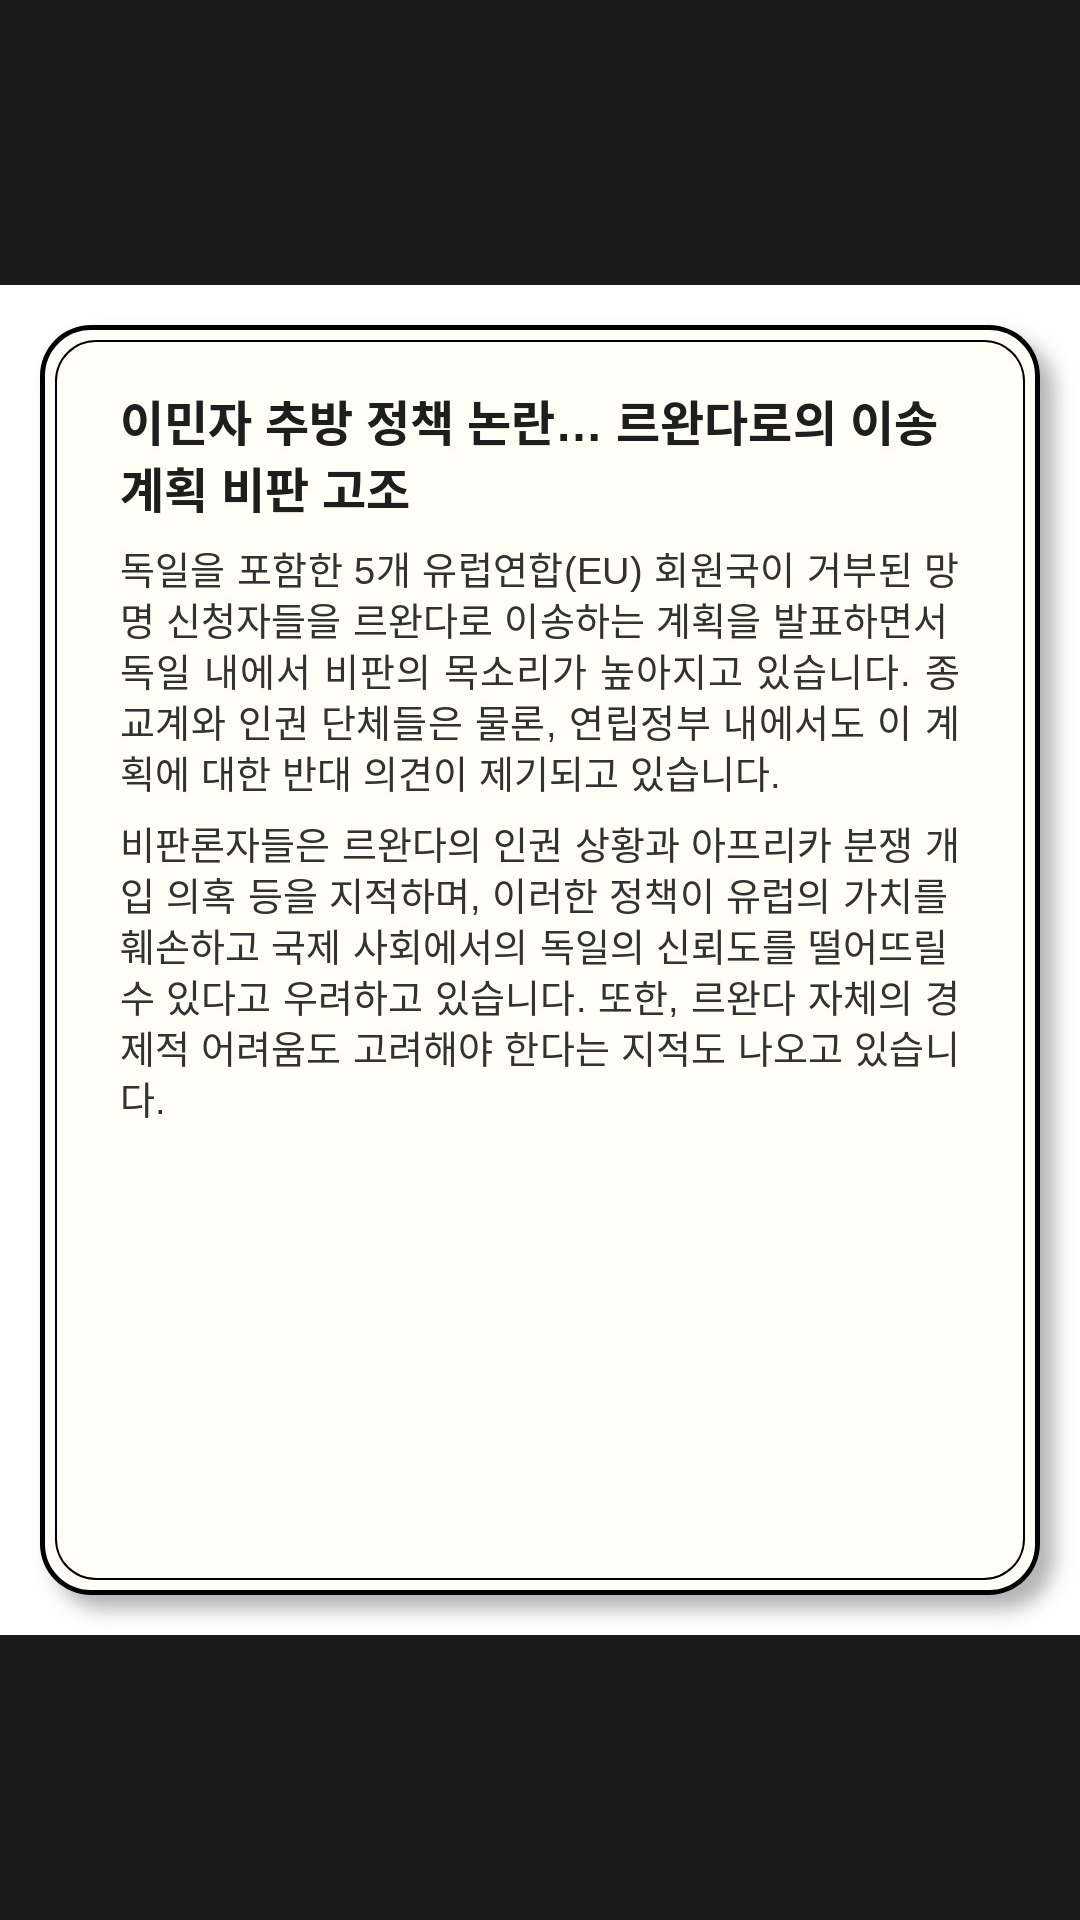 이민자 추방 정책 논란... 르완다로의 이송
계획 비판 고조
독일을 포함한 5개 유럽연합(EU) 회원국이 거부된 망
명 신청자들을 르완다로 이송하는 계획을 발표하면서
독일 내에서 비판의 목소리가 높아지고 있습니다. 종
교계와 인권 단체들은 물론, 연립정부 내에서도 이 계
획에 대한 반대 의견이 제기되고 있습니다.
비판론자들은 르완다의 인권 상황과 아프리카 분쟁 개
입 의혹 등을 지적하며, 이러한 정책이 유럽의 가치를
훼손하고 국제 사회에서의 독일의 신뢰도를 떨어뜨릴
수 있다고 우려하고 있습니다. 또한, 르완다 자체의 경
제적 어려움도 고려해야 한다는 지적도 나오고 있습니
다.